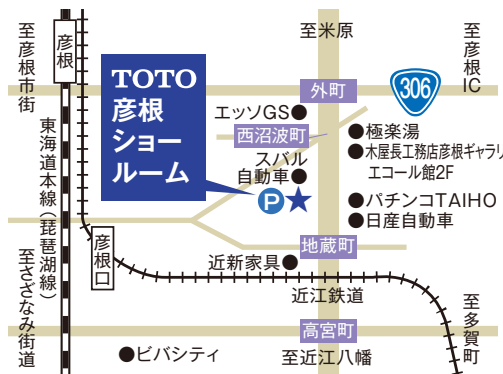 至彦根市街
彦根
至米原
至彦根IC
TOTO
彦根
ショー
ルーム
外町
306
エッソGS
西沼波町
極楽湯
木屋長工務店彦根ギャラリ
エコール館2F
スバル
自動車
P
パチンコTAIHO
日産自動車
東海道本線(琵琶湖線)
彦根口
地蔵町
近新家具
近江鉄道
至さざなみ街道
至多賀町
高宮町
ビバシティ
至近江八幡